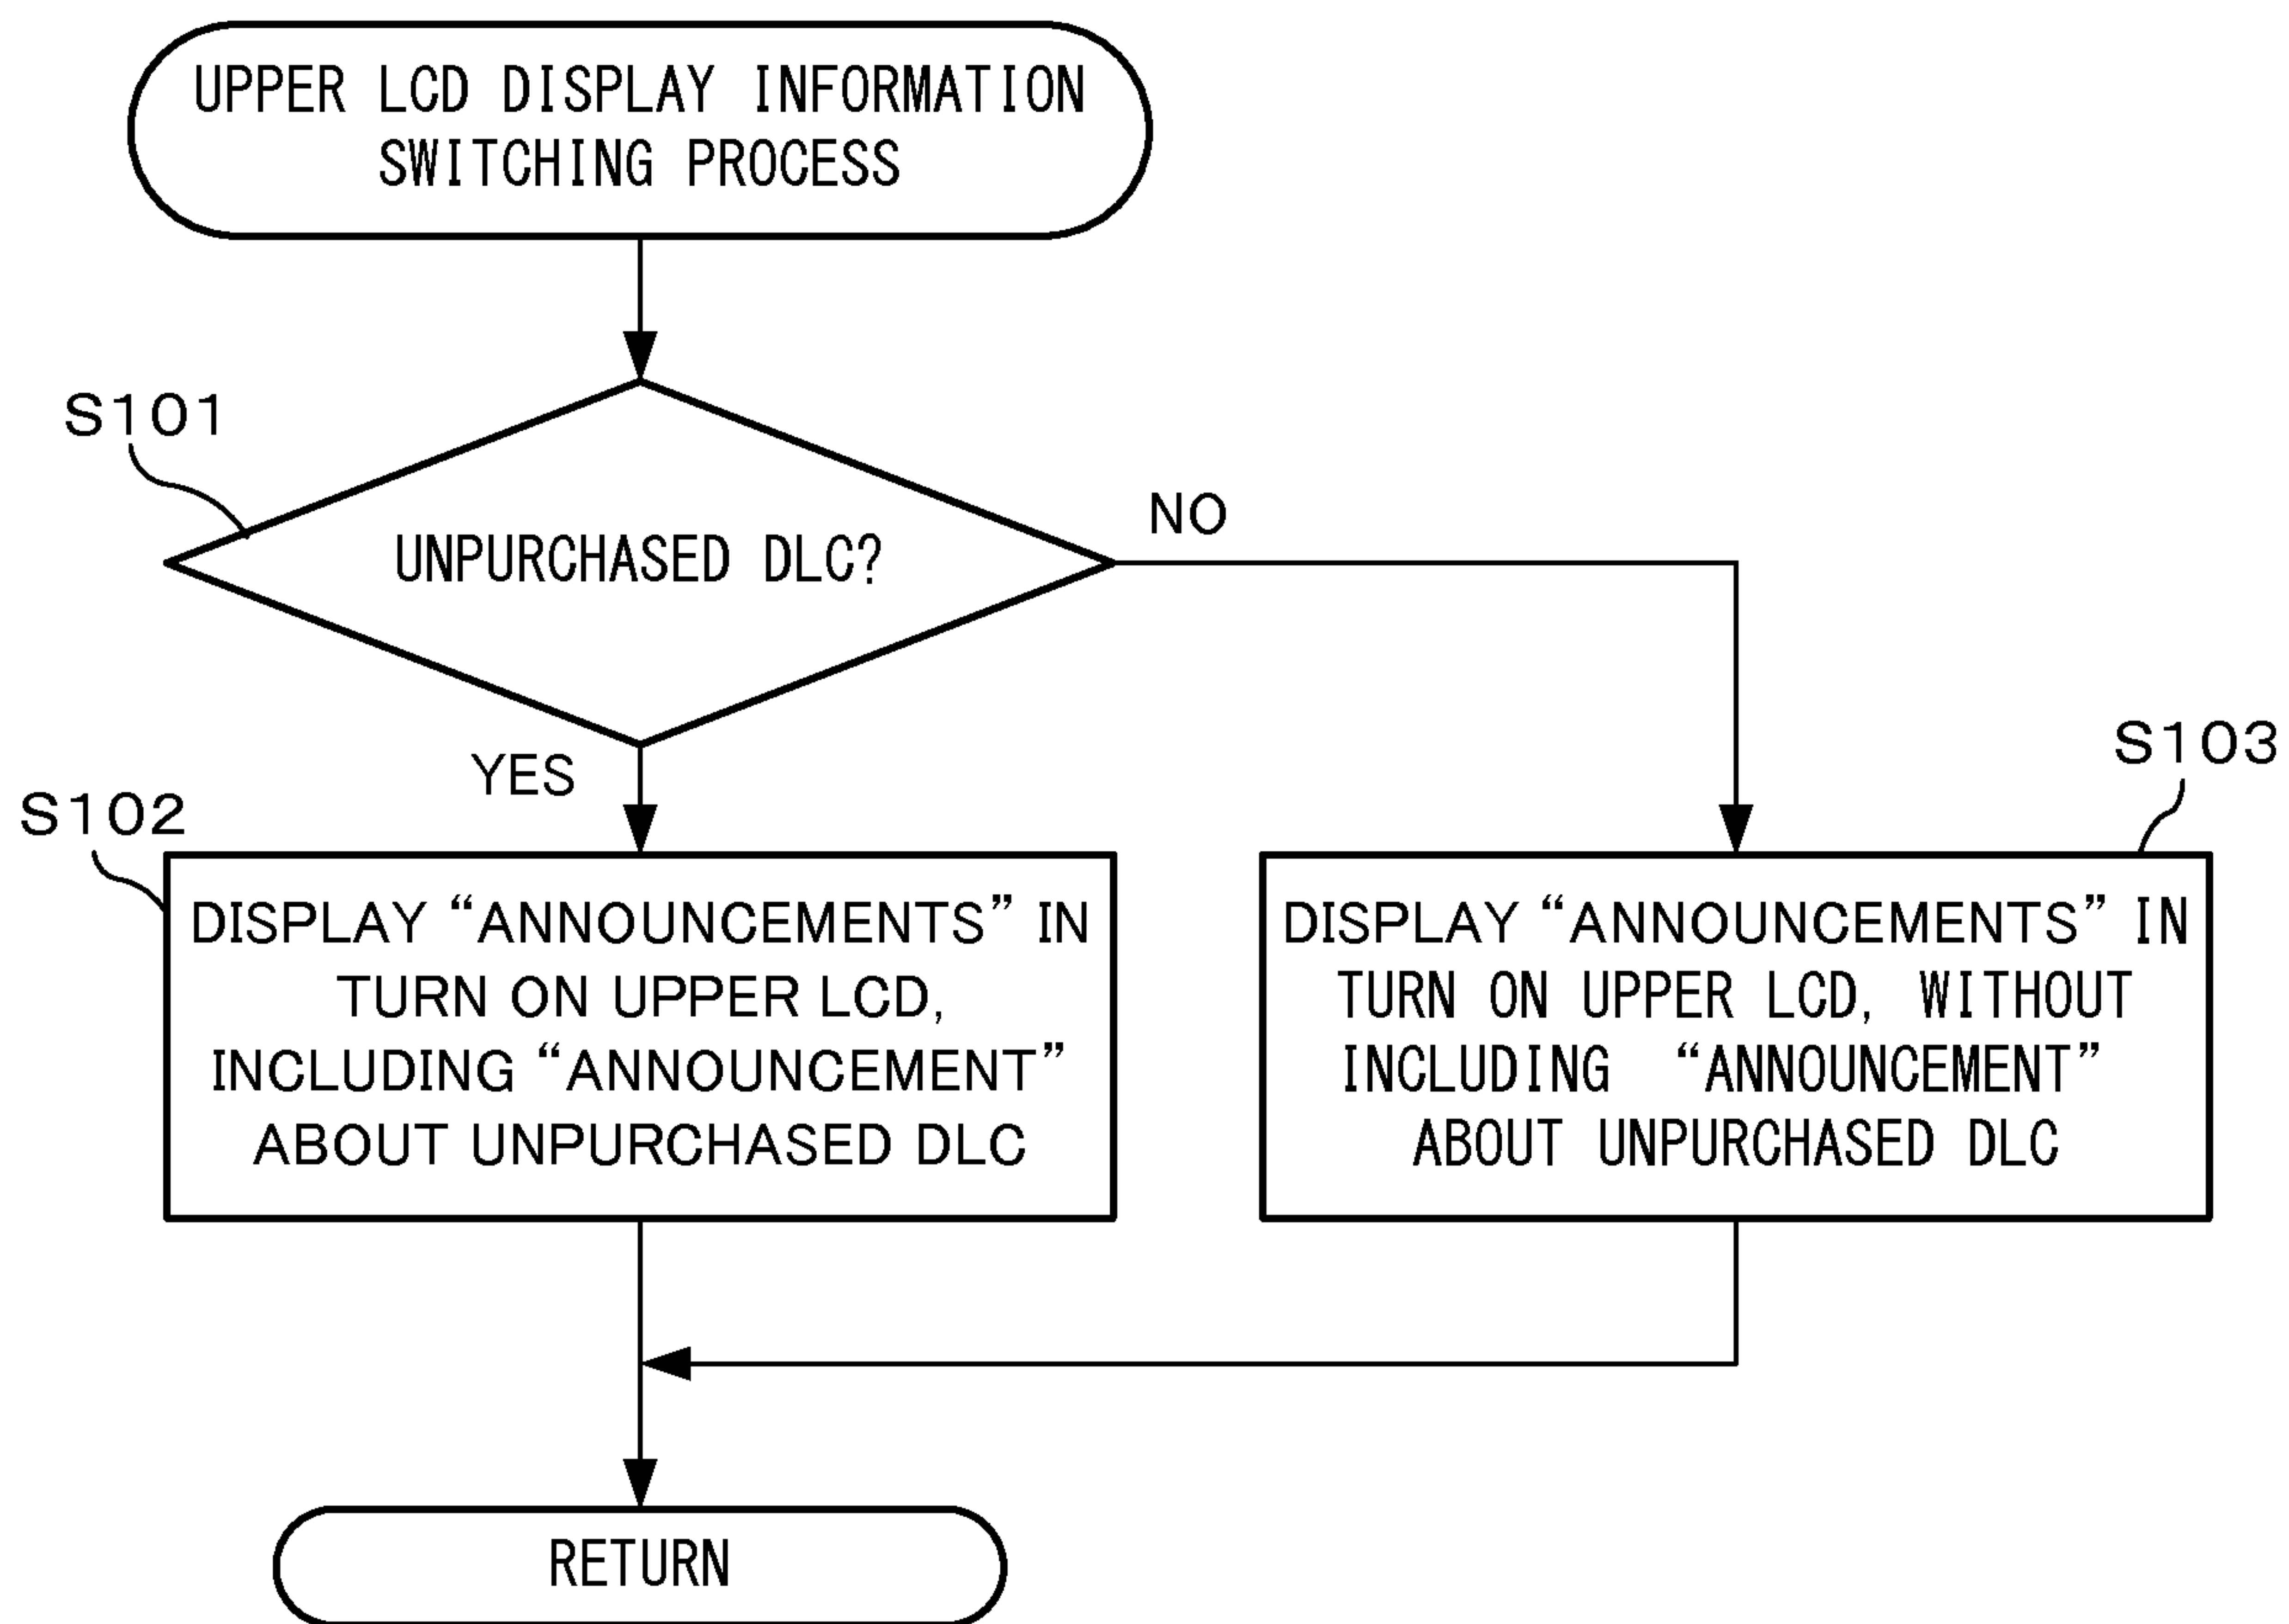 UPPER LCD DISPLAY INFORMATION
SWITCHING PROCESS
S101
UNPURCHASED DLC?
NO
YES
S102
DISPLAY “ANNOUNCEMENTS” IN
TURN ON UPPER LCD,
INCLUDING “ANNOUNCEMENT”
ABOUT UNPURCHASED DLC
S103
DISPLAY “ANNOUNCEMENTS” IN
TURN ON UPPER LCD, WITHOUT
INCLUDING “ANNOUNCEMENT”
ABOUT UNPURCHASED DLC
RETURN